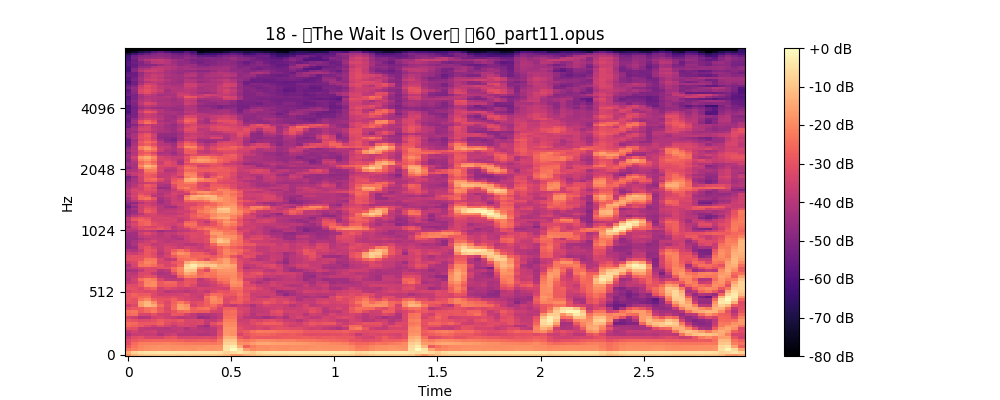 18 - ▯The Wait Is Over▯ ▯60_part11.opus
+0 dB
-10 dB
-20 dB
-30 dB
-40 dB
-50 dB
-60 dB
-70 dB
-80 dB
4096
2048
1024
512
0
Hz
0 0.5 1 1.5 2 2.5
Time